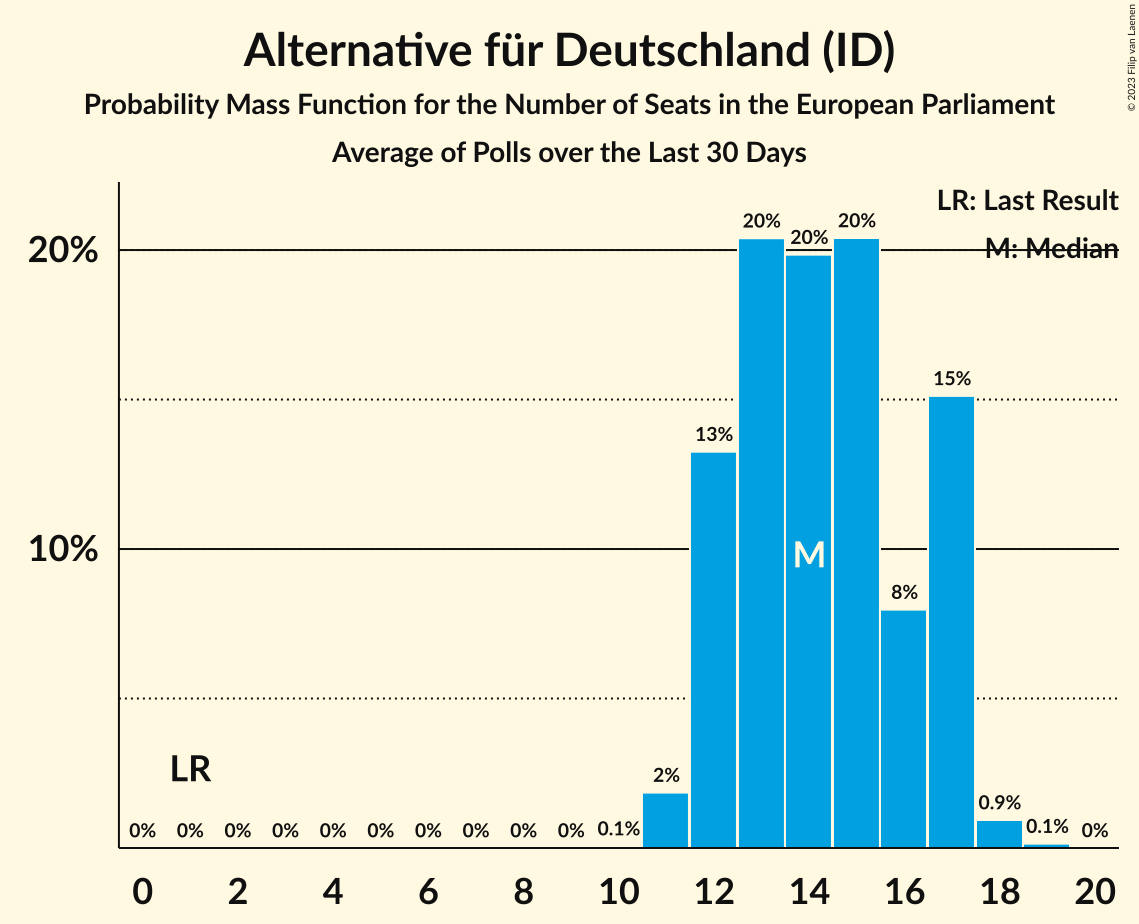 Alternative für Deutschland (ID)
Probability Mass Function for the Number of Seats in the European Parliament
Average of Polls over the Last 30 Days
© 2023 Filip van Laenen
LR: Last Result
M: Median
20%
10%
20%
20%
20%
15%
13%
M
8%
LR
2%
0.9%
0% 0% 0% 0% 0% 0% 0% 0% 0% 0% 0.1% 0.1% 0%
0 2 4 6 8 10 12 14 16 18 20